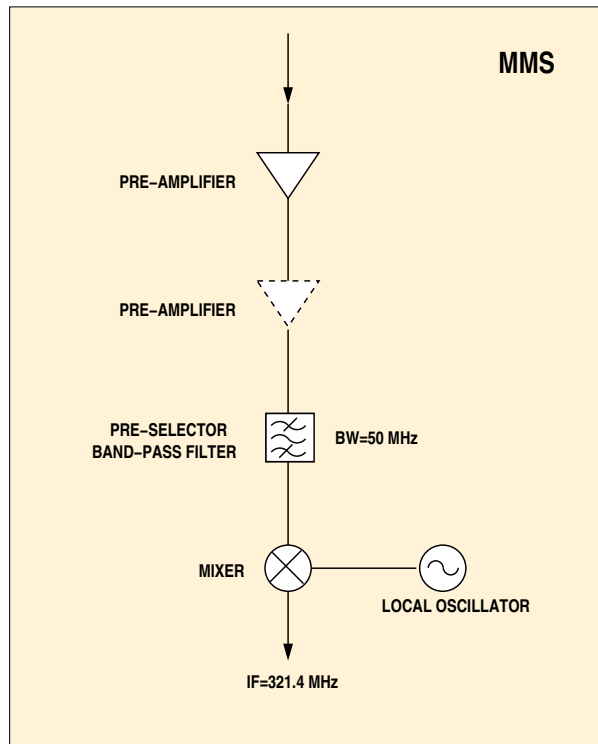 MMS
PRE−AMPLIFIER
PRE−AMPLIFIER
PRE−SELECTOR
BAND−PASS FILTER
BW=50 MHz
MIXER
LOCAL OSCILLATOR
IF=321.4 MHz